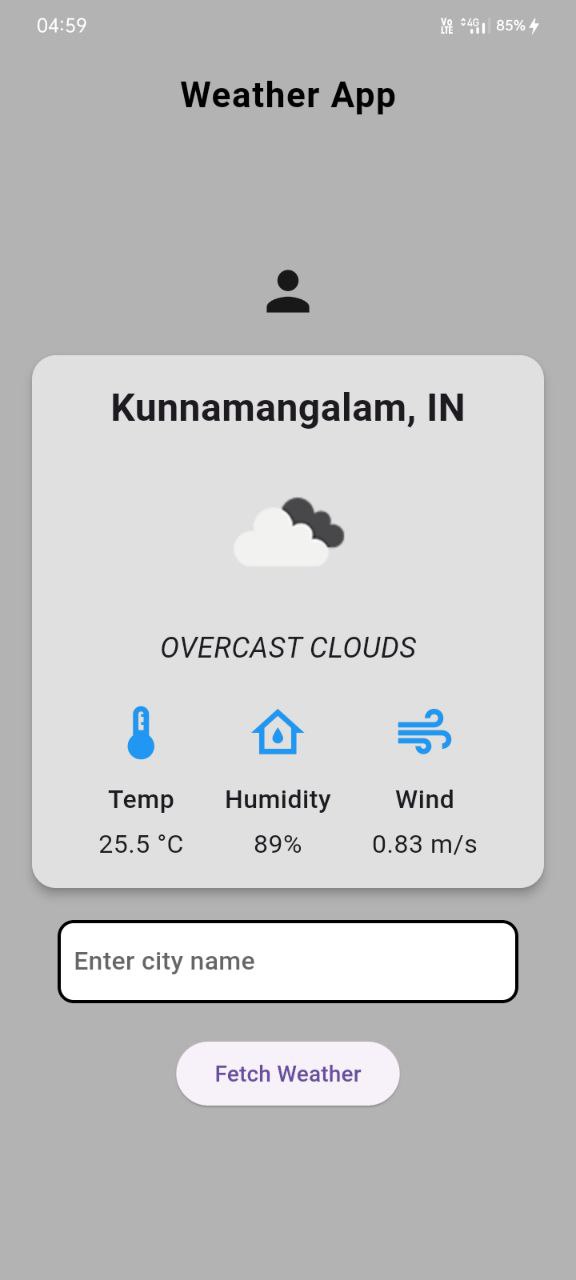 04:59 Vo LTE 4G 85%
Weather App
Kunnamangalam, IN
OVERCAST CLOUDS
Temp Humidity Wind
25.5 °C 89% 0.83 m/s
Enter city name
Fetch Weather